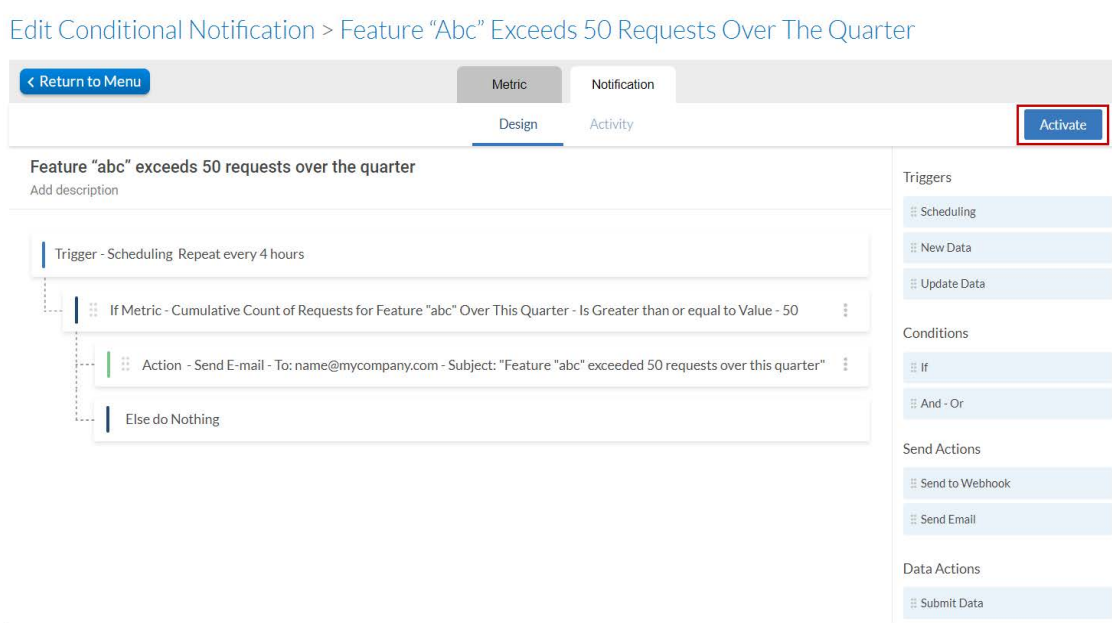 Edit Conditional Notification > Feature “Abc” Exceeds 50 Requests Over The Quarter
< Return to Menu
Metric
Notification
Design
Activity
Activate
Feature “abc” exceeds 50 requests over the quarter
Add description
Trigger - Scheduling Repeat every 4 hours
If Metric - Cumulative Count of Requests for Feature "abc" Over This Quarter - Is Greater than or equal to Value - 50
Action - Send E-mail - To: name@mycompany.com - Subject: "Feature "abc" exceeded 50 requests over this quarter"
Else do Nothing
Triggers
Scheduling
New Data
Update Data
Conditions
If
And - Or
Send Actions
Send to Webhook
Send Email
Data Actions
Submit Data